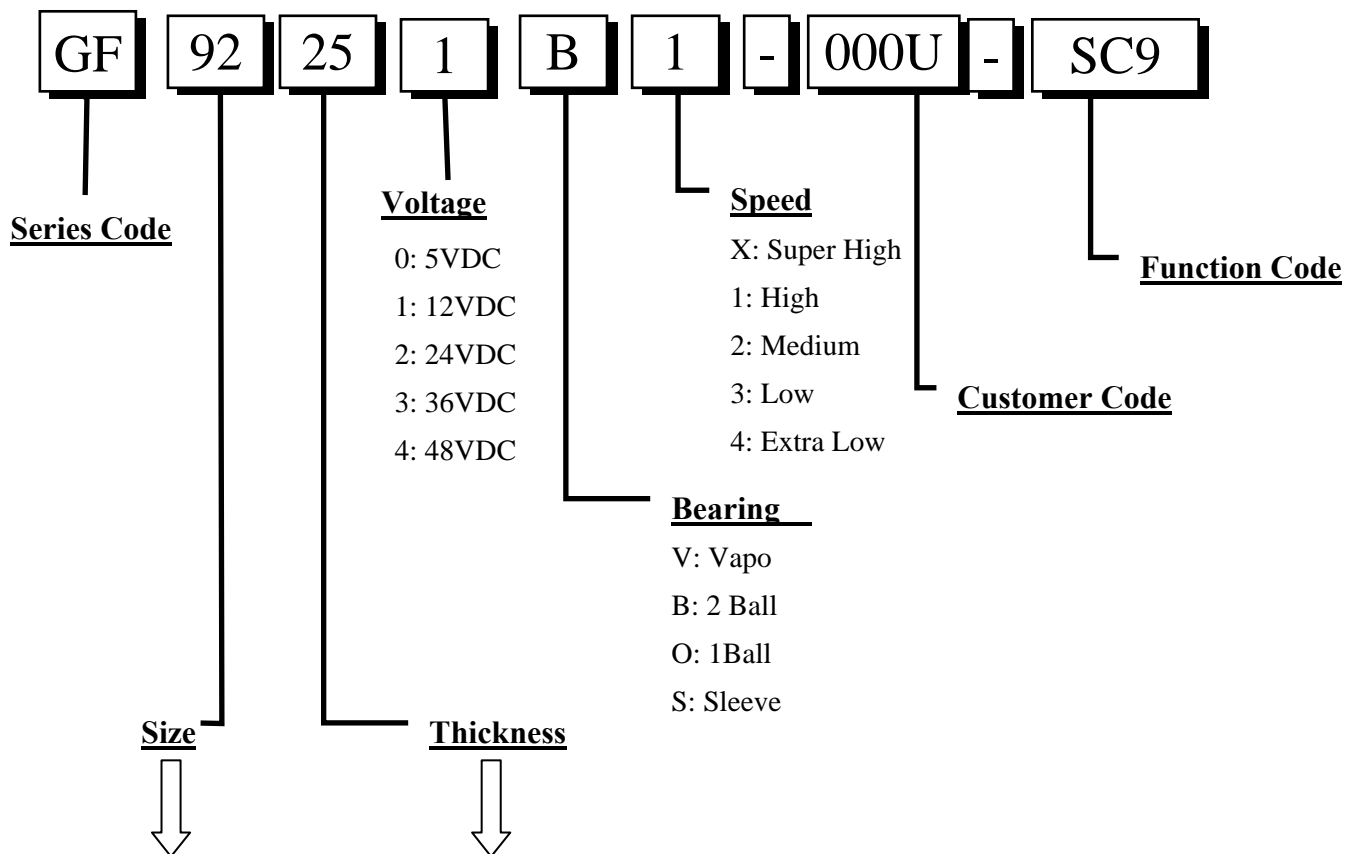 GF 92 25 1 B 1 - 000U - SC9
Series Code
Voltage
0: 5VDC
1: 12VDC
2: 24VDC
3: 36VDC
4: 48VDC
Speed
X: Super High
1: High
2: Medium
3: Low
4: Extra Low
Function Code
Customer Code
Bearing
V: Vapo
B: 2 Ball
O: 1Ball
S: Sleeve
Size
Thickness